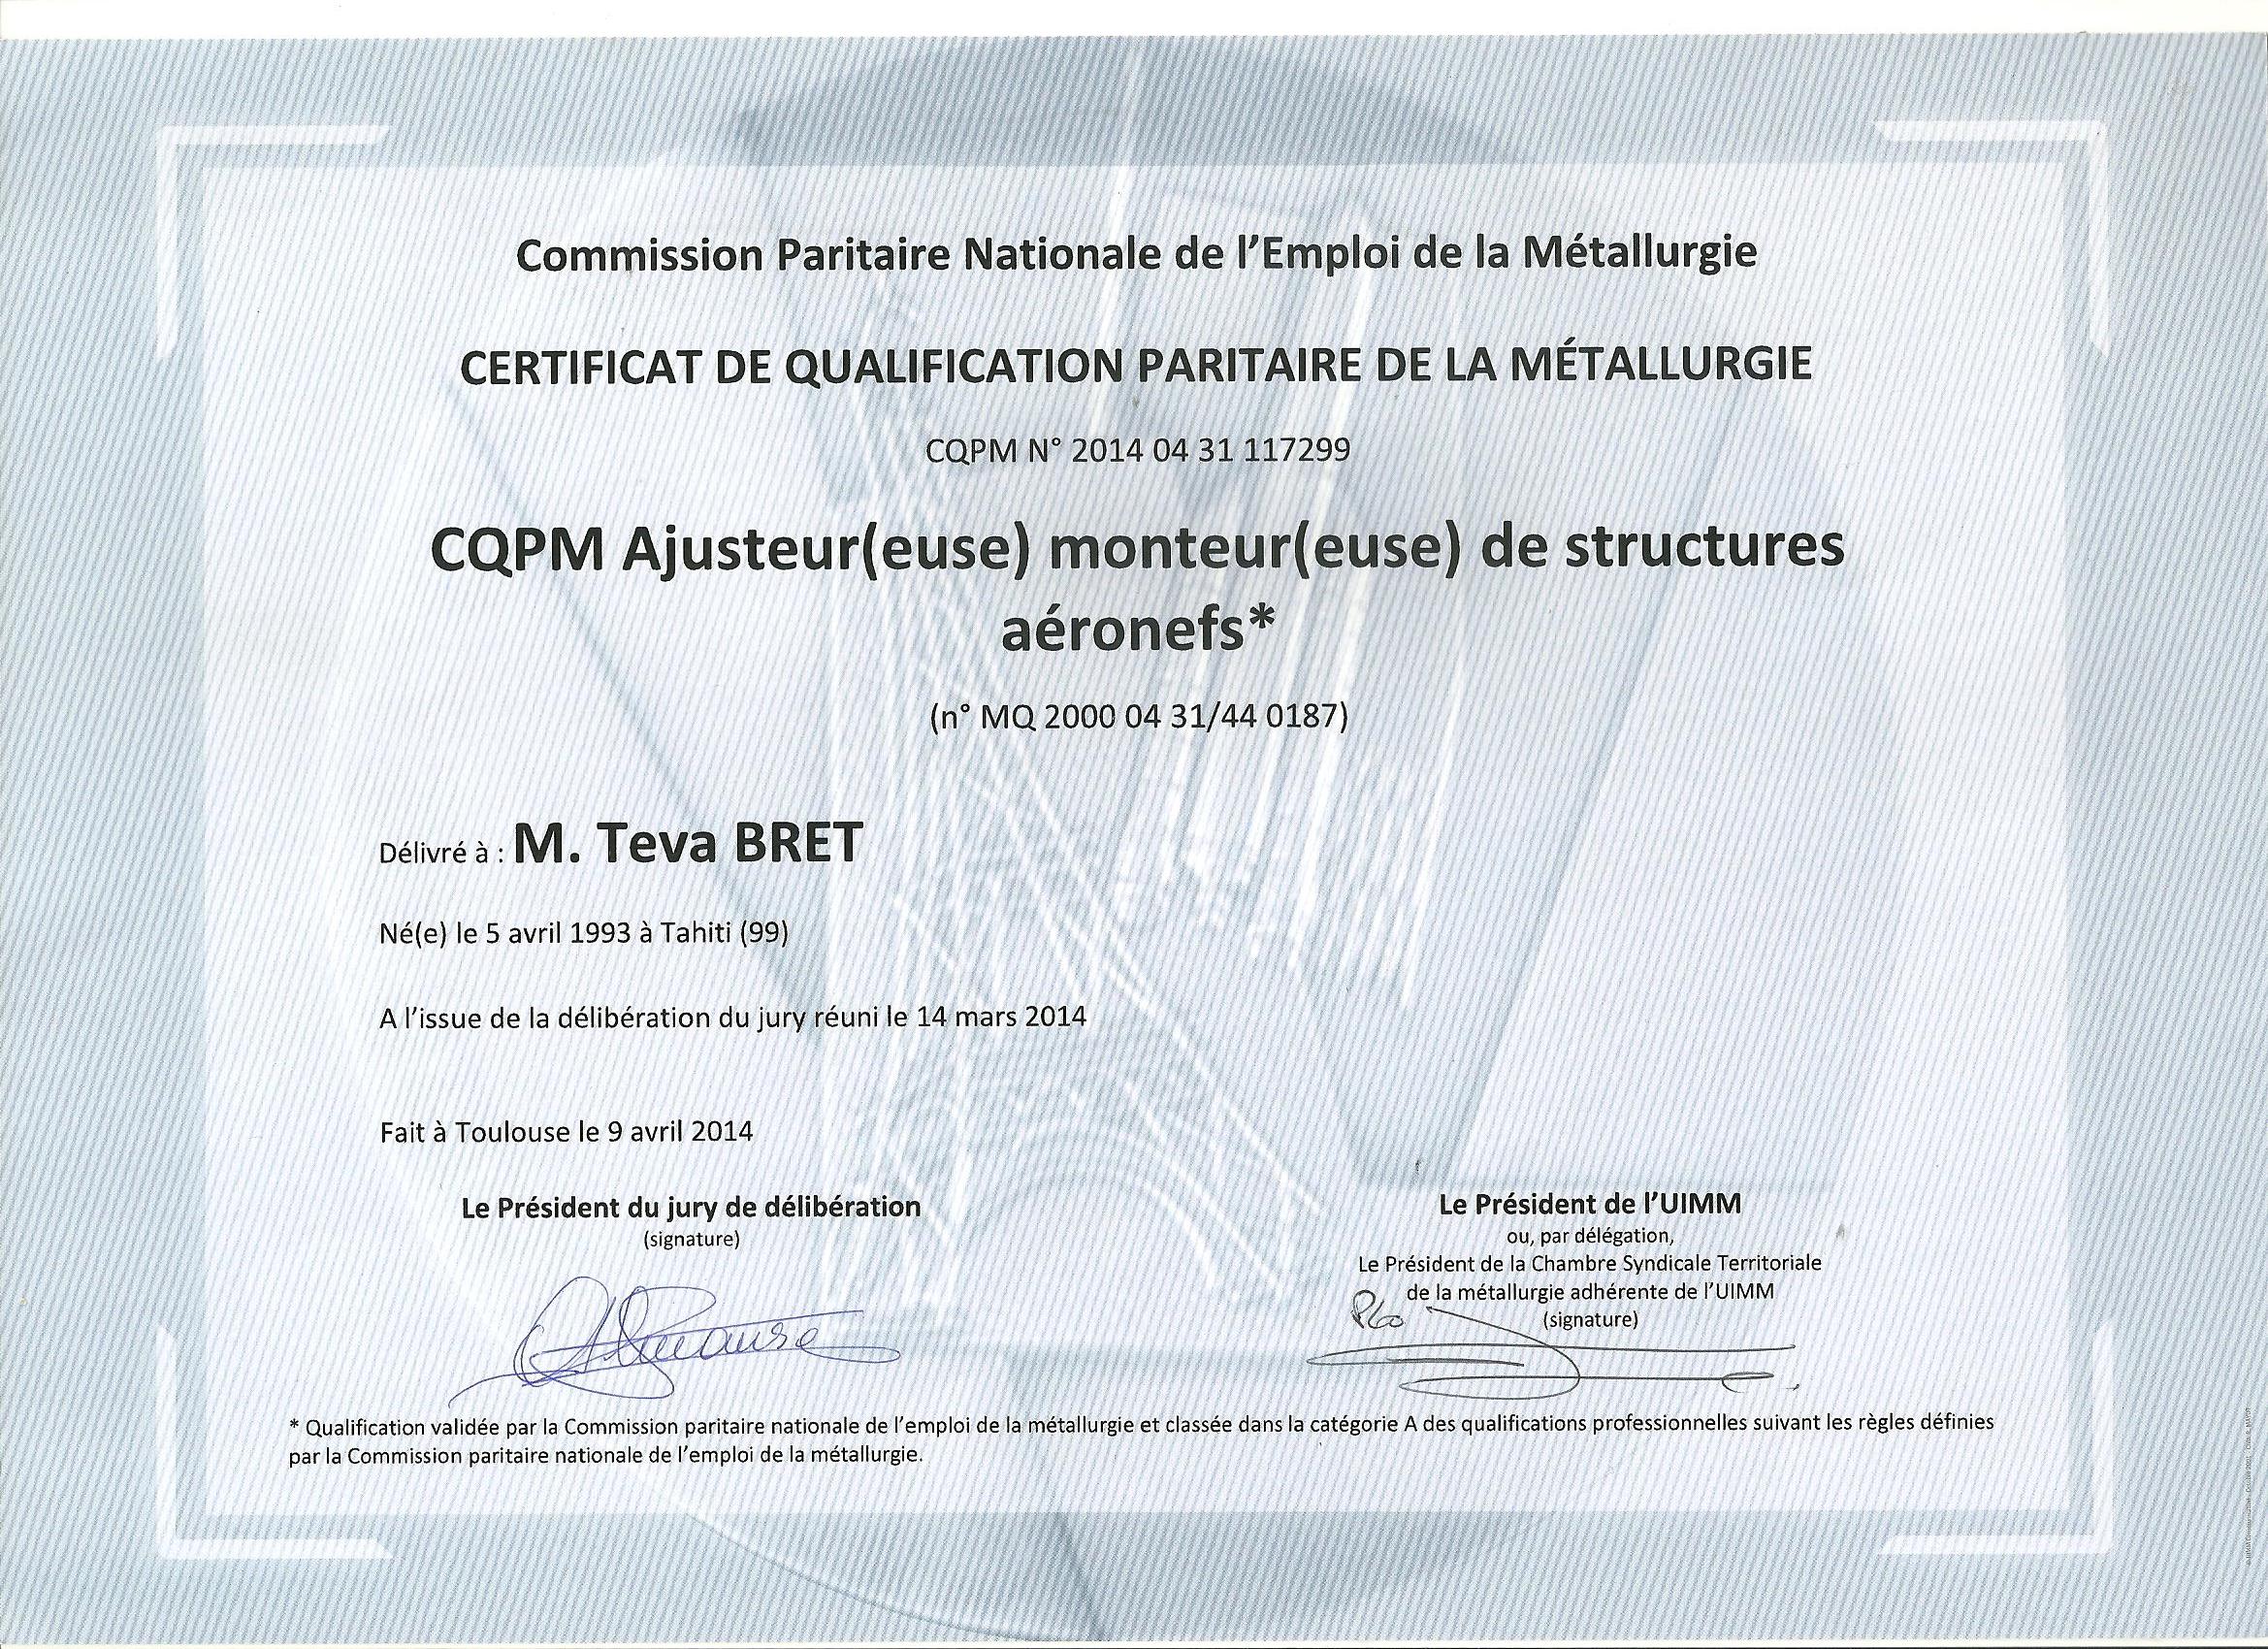 Commission Paritaire Nationale de l'Emploi de la Métallurgie
CERTIFICAT DE QUALIFICATION PARITAIRE DE LA MÉTALLURGIE
CQPM N° 2014 04 31 117299
CQPM Ajusteur(euse) monteur(euse) de structures
aéronefs*
(n° MQ 2000 04 31/44 0187)
Délivré à : M. Teva BRET
Né(e) le 5 avril 1993 à Tahiti (99)
A l'issue de la délibération du jury réuni le 14 mars 2014
Fait à Toulouse le 9 avril 2014
Le Président du jury de délibération
(signature)
Le Président de l'UIMM
ou, par délégation,
Le Président de la Chambre Syndicale Territoriale
de la métallurgie adhérente de l'UIMM
(signature)
* Qualification validée par la Commission paritaire nationale de l'emploi de la métallurgie et classée dans la catégorie A des qualifications professionnelles suivant les règles définies
par la Commission paritaire nationale de l'emploi de la métallurgie.